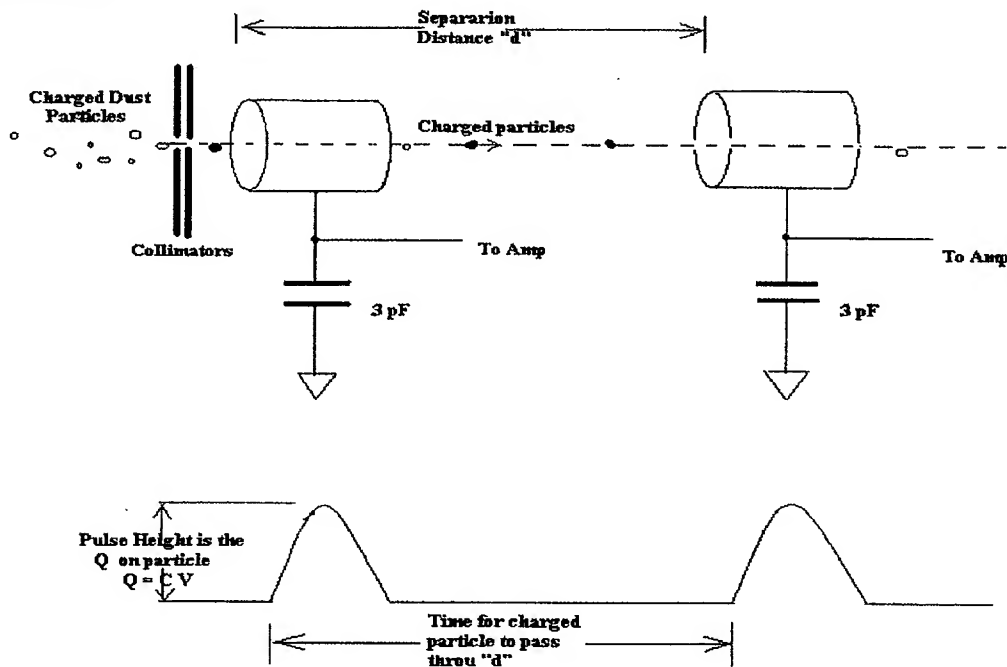 Separarion
Distance "d"
Charged Dust
Particles
Charged particles
Collimators
To Amp
To Amp
3 pF
3 pF
Pulse Height is the
Q on particle
Q = C V
Time for charged
particle to pass
thru "d"